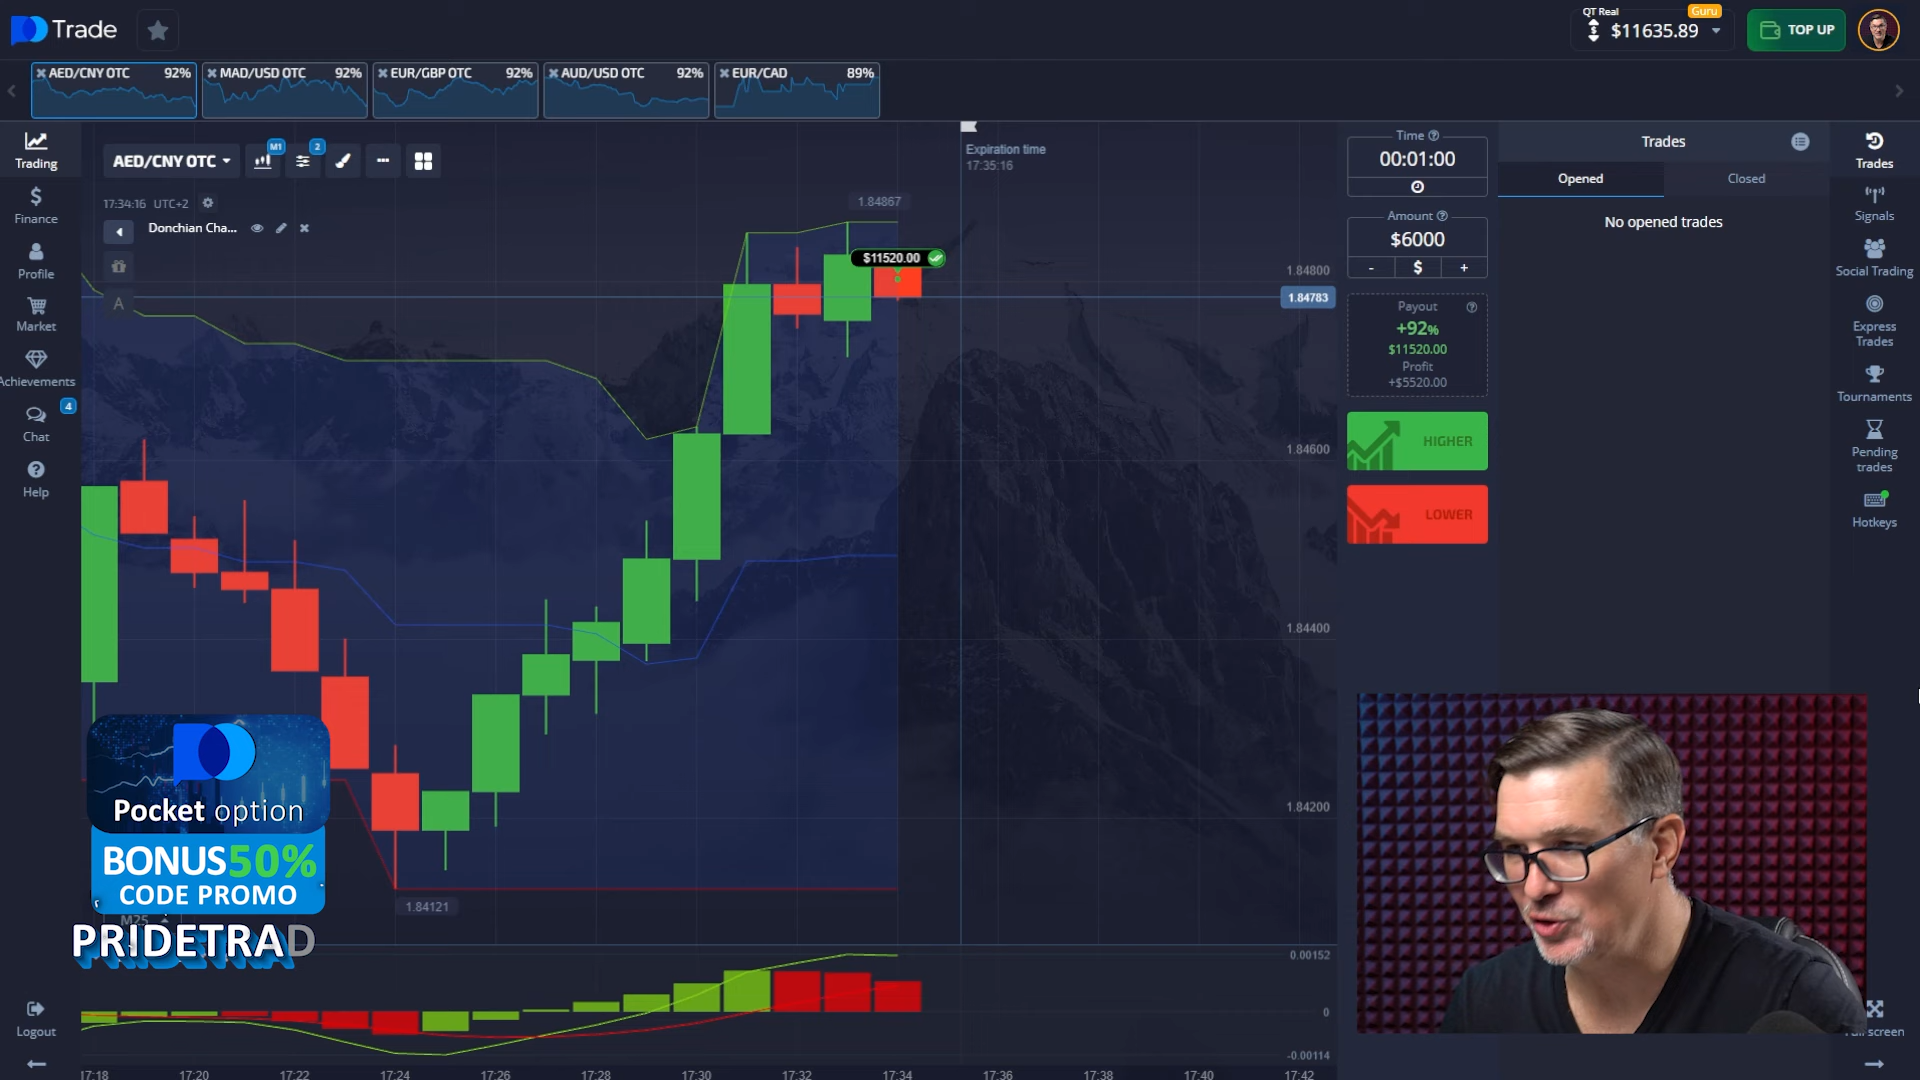 Trade
QT Real
Guru
$11635.89
TOP UP
AED/CNY OTC 92%
MAD/USD OTC 92%
EUR/GBP OTC 92%
AUD/USD OTC 92%
EUR/CAD 89%
Trading
Finance
Profile
Market
Achievements
4
Chat
Help
Logout
AED/CNY OTC
M1
2
17:34:16 UTC+2
Donchian Cha...
A
Expiration time
17:35:16
1.84867
$11520.00
1.84800
1.84783
1.84600
1.84400
1.84200
1.84121
Pocket option
BONUS50%
CODE PROMO
M25
PRIDETRAD
0.00152
0
-0.00114
17:18 17:20 17:22 17:24 17:26 17:28 17:30 17:32 17:34 17:36 17:38 17:40 17:42
Time
00:01:00
Amount
$6000
- $ +
Payout
+92%
$11520.00
Profit
+$5520.00
HIGHER
LOWER
Trades
Opened
Closed
No opened trades
Trades
Signals
Social Trading
Express
Trades
Tournaments
Pending
trades
Hotkeys
screen